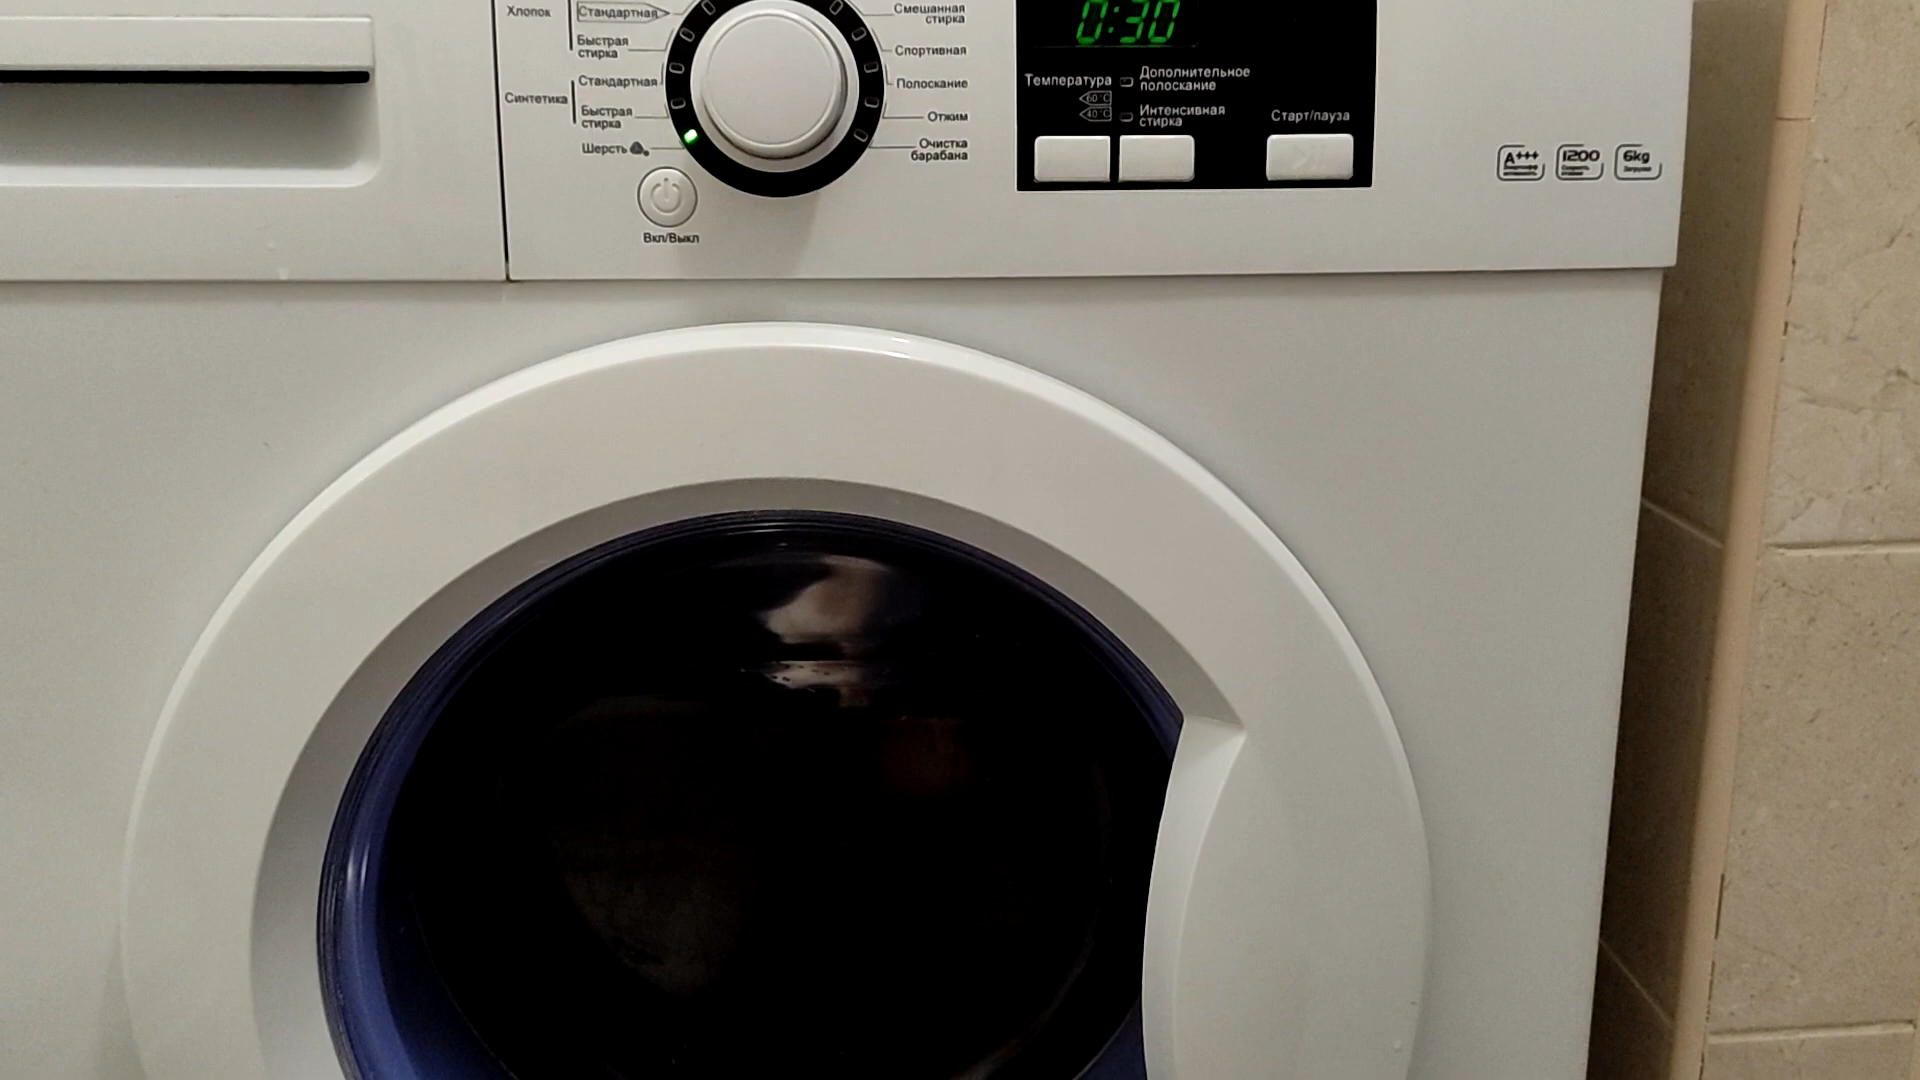 Хлопок
Стандартная
Быстрая
стирка
Синтетика
Стандартная
Быстрая
стирка
Шерсть
Вкл/Выкл
Смешанная
стирка
Спортивная
Полоскание
Отжим
Очистка
барабана
0:30
Температура
60°C
40°C
Дополнительное
полоскание
Интенсивная
стирка
Старт/пауза
A+++
1200
6kg